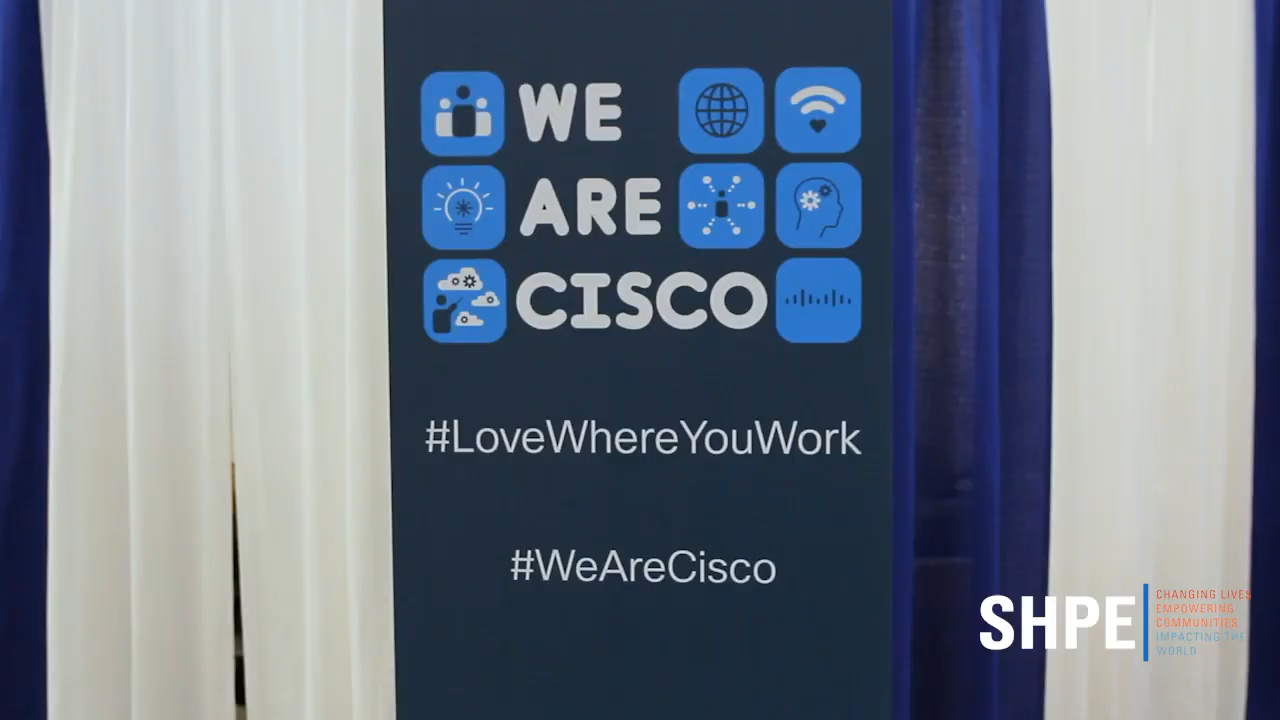 WE
ARE
CISCO
#LoveWhereYouWork
#WeAreCisco
SHPE
CHANGING LIVES
EMPOWERING
COMMUNITIES
IMPACTING THE
WORLD